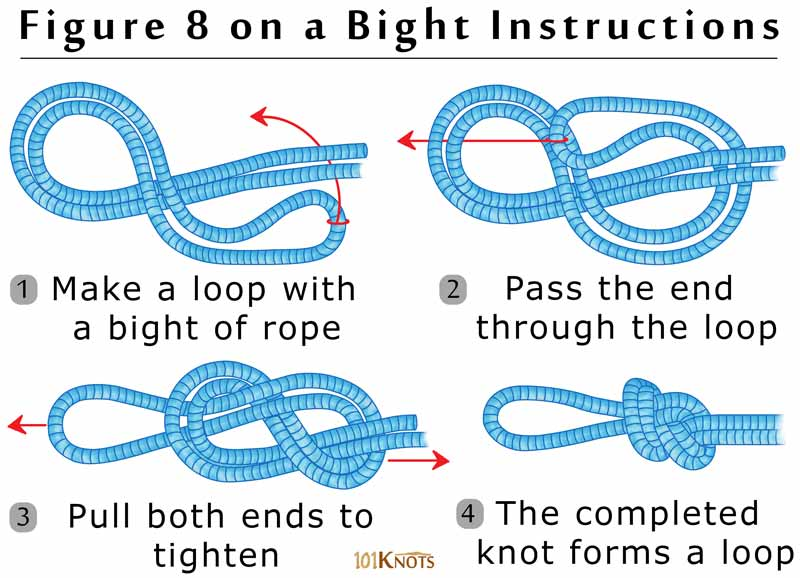 Figure 8 on a Bight Instructions
1 Make a loop with
a bight of rope
2 Pass the end
through the loop
3 Pull both ends to
tighten
4 The completed
knot forms a loop
101KNOTS